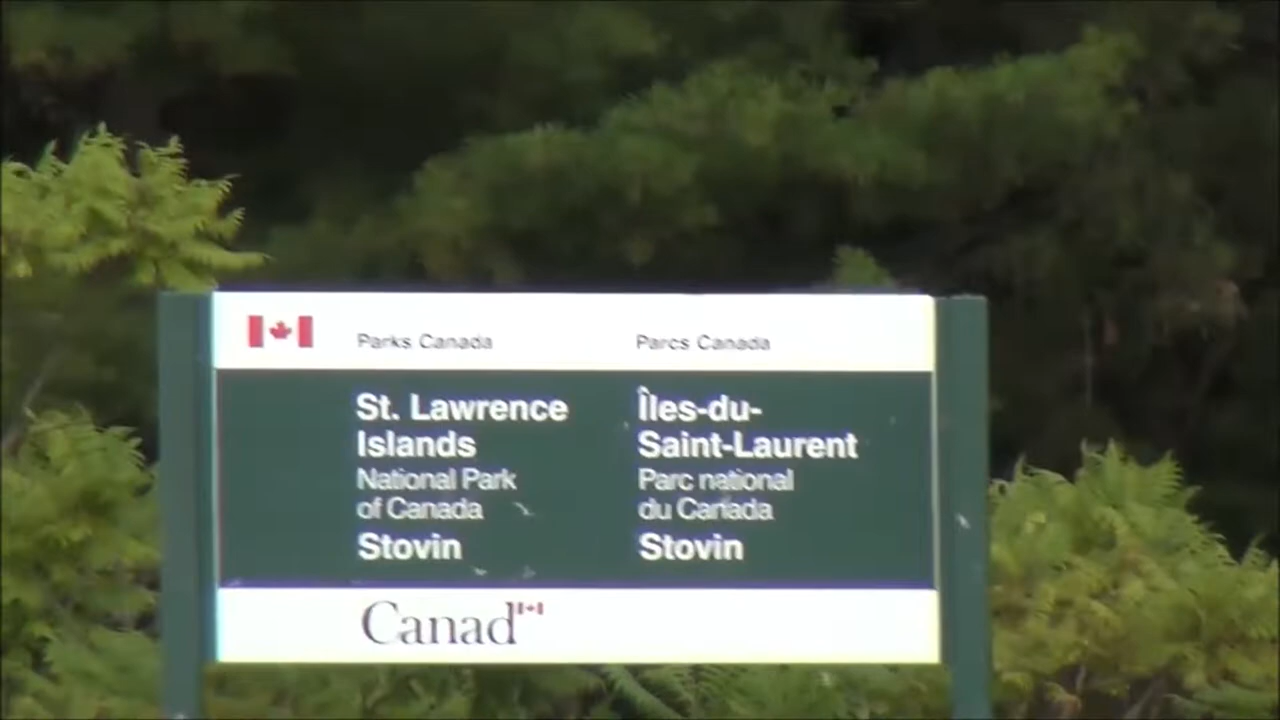 Parks Canada
Parcs Canada
St. Lawrence
Islands
National Park
of Canada
Stovin
Îles-du-
Saint-Laurent
Parc national
du Canada
Stovin
Canada